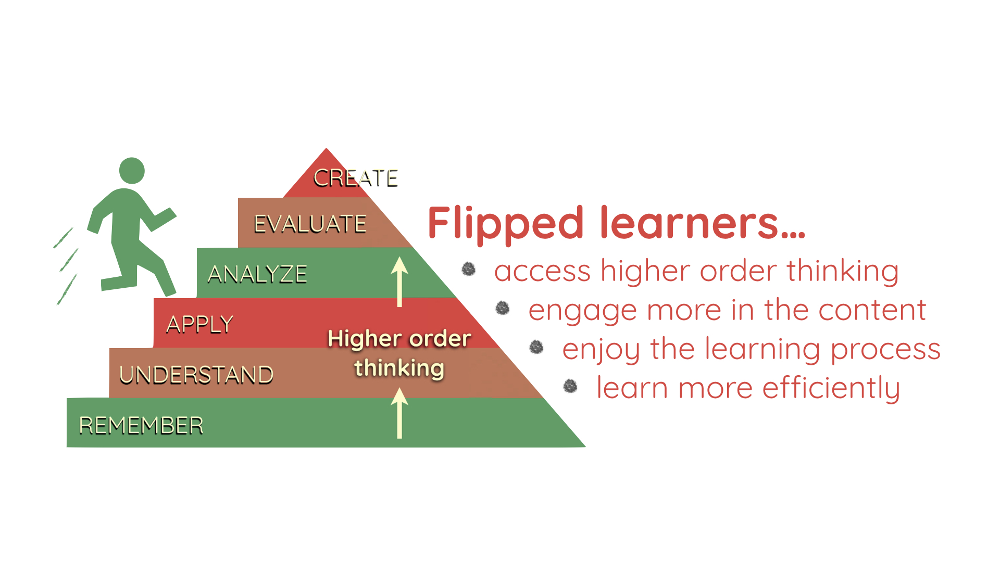 CREATE
EVALUATE
ANALYZE
APPLY
UNDERSTAND
REMEMBER
Higher order
thinking
Flipped learners...
access higher order thinking
engage more in the content
enjoy the learning process
learn more efficiently